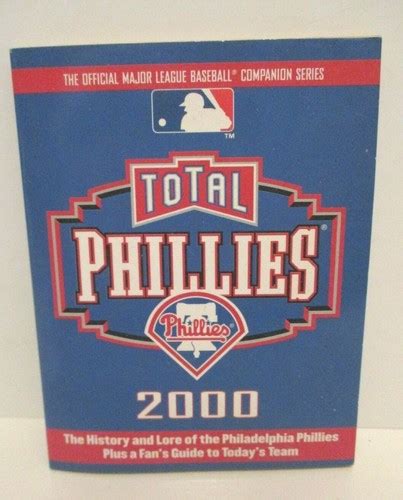 THE OFFICIAL MAJOR LEAGUE BASEBALL® COMPANION SERIES
TM
TOTAL
PHILLIES®
Phillies
2000
The History and Lore of the Philadelphia Phillies
Plus a Fan's Guide to Today's Team